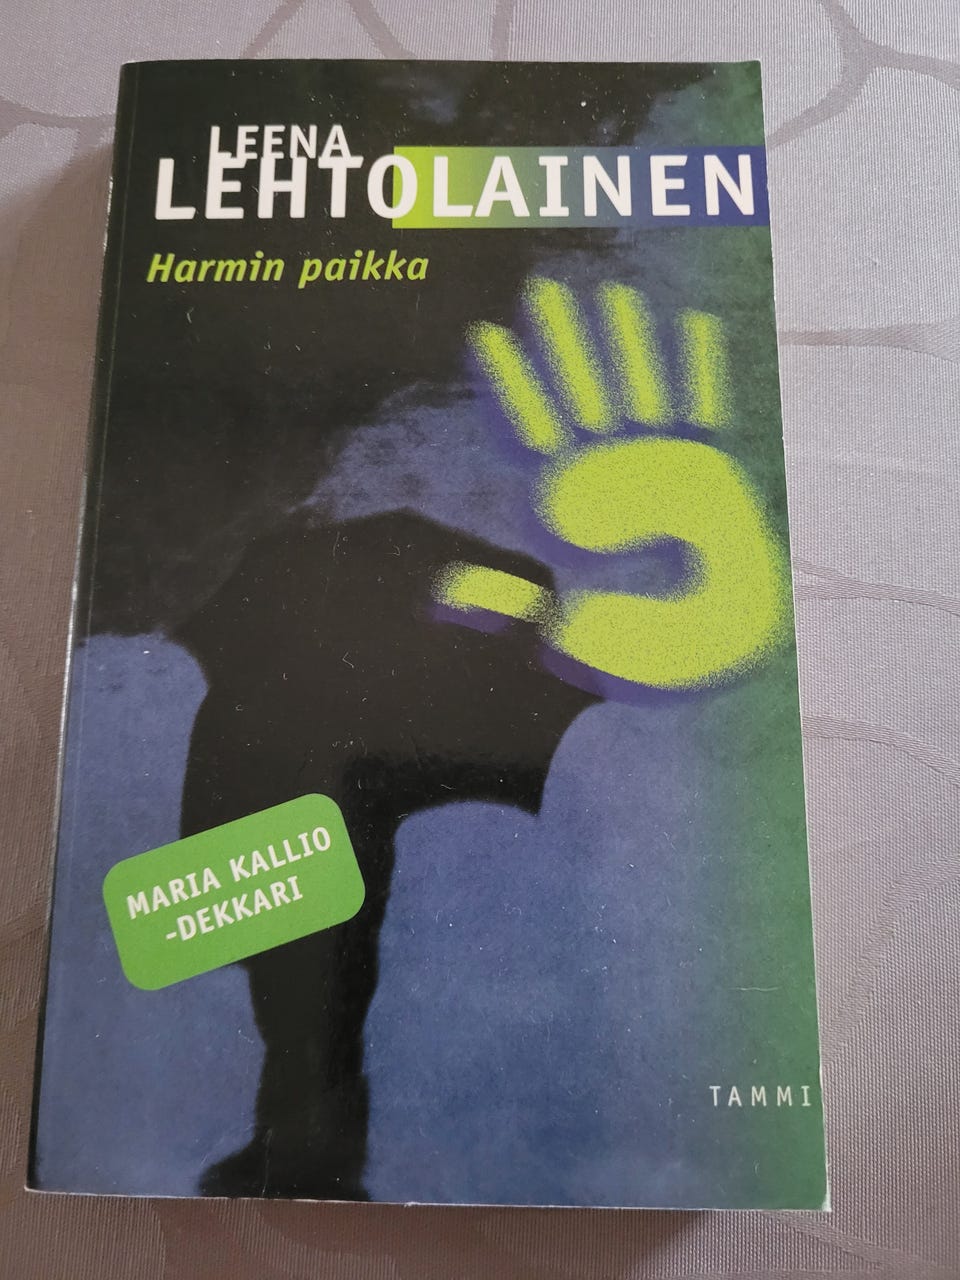 LEENA
LEHTOLAINEN
Harmin paikka
MARIA KALLIO
-DEKKARI
TAMMI